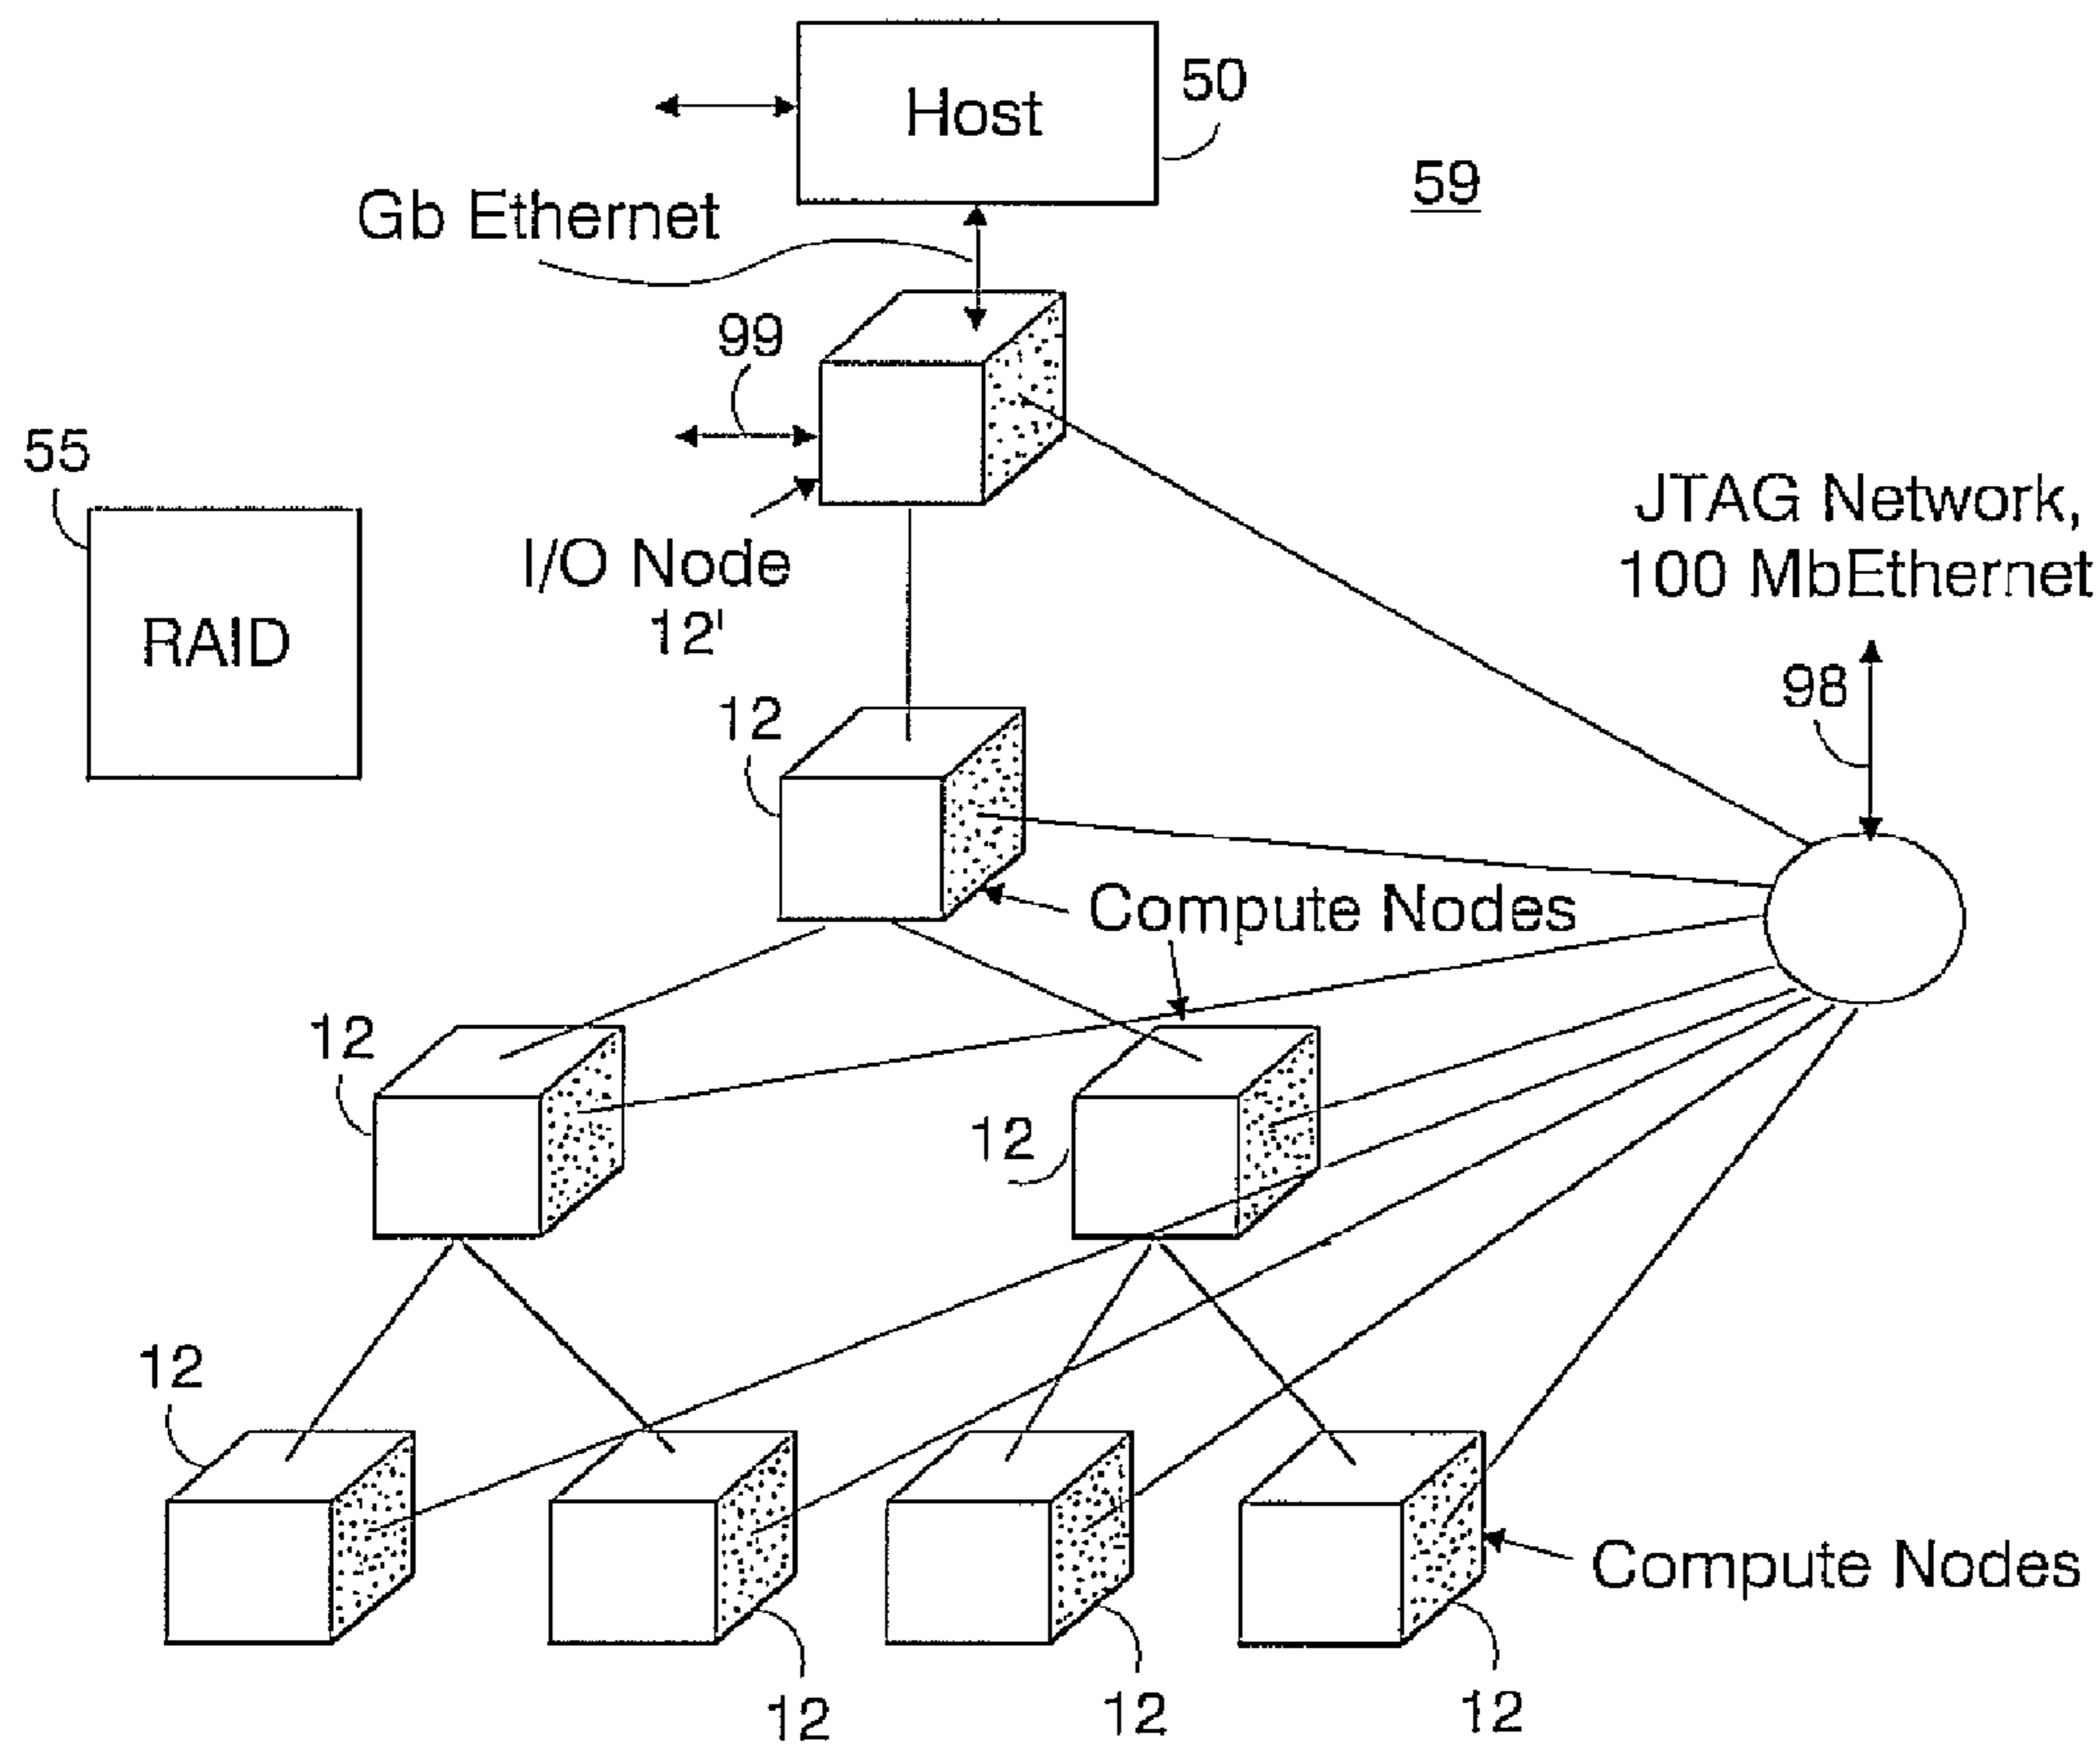 Host
50
59
Gb Ethernet
99
55
RAID
I/O Node
12'
JTAG Network,
100 MbEthernet
98
12
Compute Nodes
12
12
12
Compute Nodes
12
12
12